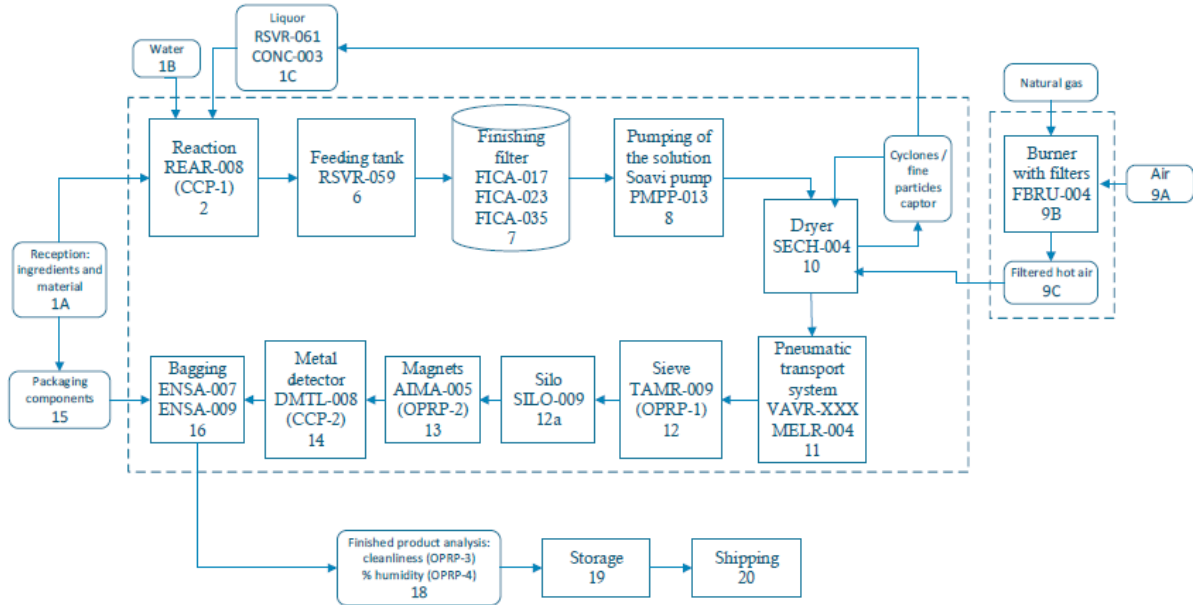 Liquor
RSVR-061
CONC-003
1C
Water
1B
Natural gas
Reaction
REAR-008
(CCP-1)
2
Feeding tank
RSVR-059
6
Finishing
filter
FICA-017
FICA-023
FICA-035
7
Pumping of
the solution
Soavi pump
PMPP-013
8
Cyclones /
fine
particles
captor
Burner
with filters
FBRU-004
9B
Air
9A
Dryer
SECH-004
10
Filtered hot air
9C
Reception:
ingredients and
material
1A
Packaging
components
15
Bagging
ENSA-007
ENSA-009
16
Metal
detector
DMTL-008
(CCP-2)
14
Magnets
AIMA-005
(OPRP-2)
13
Silo
SILO-009
12a
Sieve
TAMR-009
(OPRP-1)
12
Pneumatic
transport
system
VAVR-XXX
MELR-004
11
Finished product analysis:
cleanliness (OPRP-3)
% humidity (OPRP-4)
18
Storage
19
Shipping
20